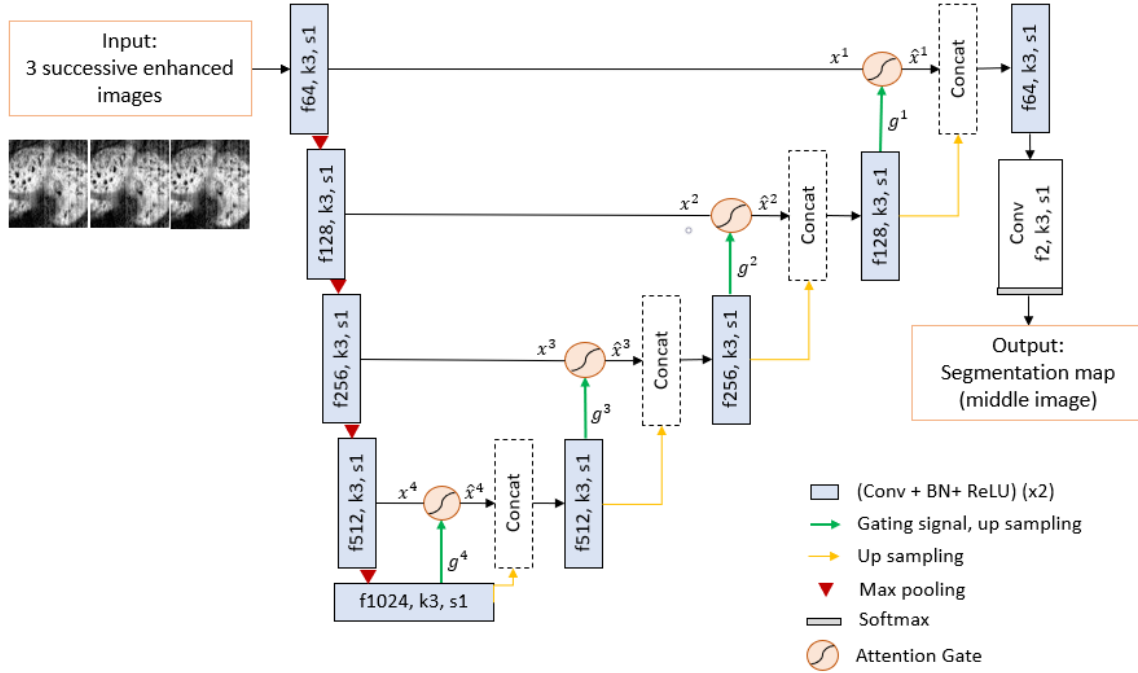 Input:
3 successive enhanced
images
f64, k3, s1
f128, k3, s1
f256, k3, s1
f512, k3, s1
f1024, k3, s1
x⁴
x̂⁴
g⁴
Concat
f512, k3, s1
x³
x̂³
g³
Concat
f256, k3, s1
x²
x̂²
g²
Concat
f128, k3, s1
x¹
x̂¹
g¹
Concat
f64, k3, s1
Conv
f2, k3, s1
Output:
Segmentation map
(middle image)
(Conv + BN+ ReLU) (x2)
Gating signal, up sampling
Up sampling
Max pooling
Softmax
Attention Gate